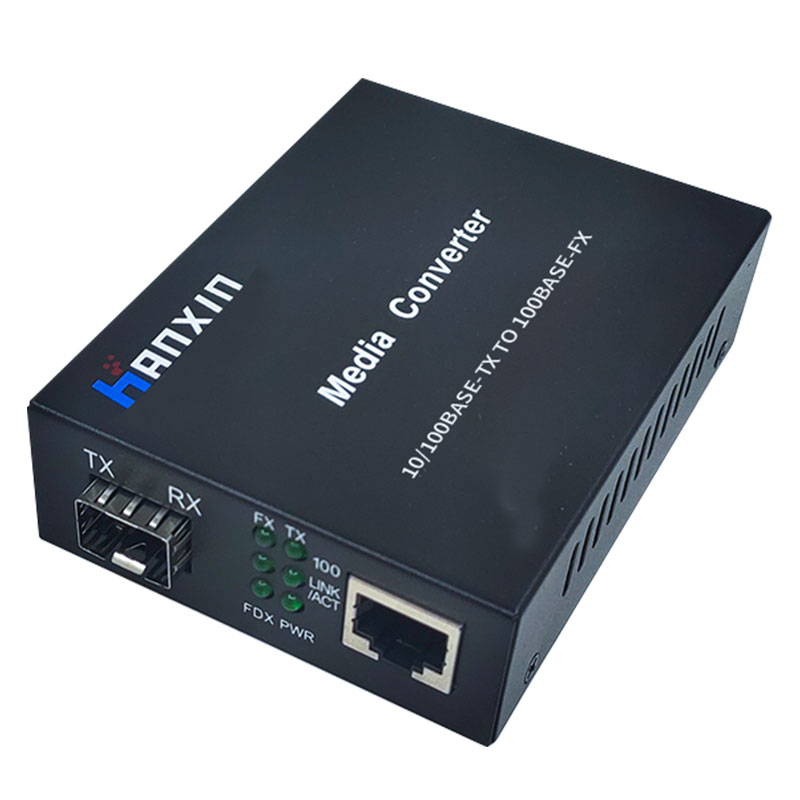 HANXIN
Media Converter
10/100BASE-TX TO 100BASE-FX
TX RX
FX TX
100
LINK
/ACT
FDX PWR